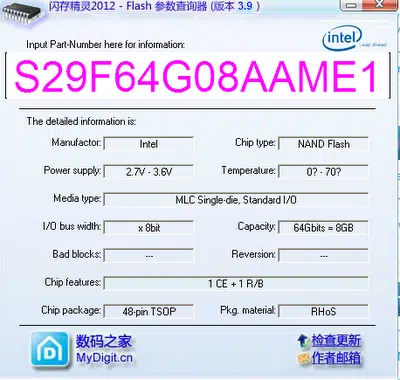 闪存精灵2012 - Flash 参数查询器 (版本 3.9 )
Input Part-Number here for information:
intel Leap ahead
S29F64G08AAME1
The detailed information is:
Manufactor: Intel Chip type: NAND Flash
Power supply: 2.7V - 3.6V Temperature: 0? - 70?
Media type: MLC Single-die, Standard I/O
I/O bus width: x 8bit Capacity: 64Gbits = 8GB
Bad blocks: --- Reversion: ---
Chip features: 1 CE + 1 R/B
Chip package: 48-pin TSOP Pkg. material: RHoS
数码之家 检查更新
MyDigit.cn 作者邮箱